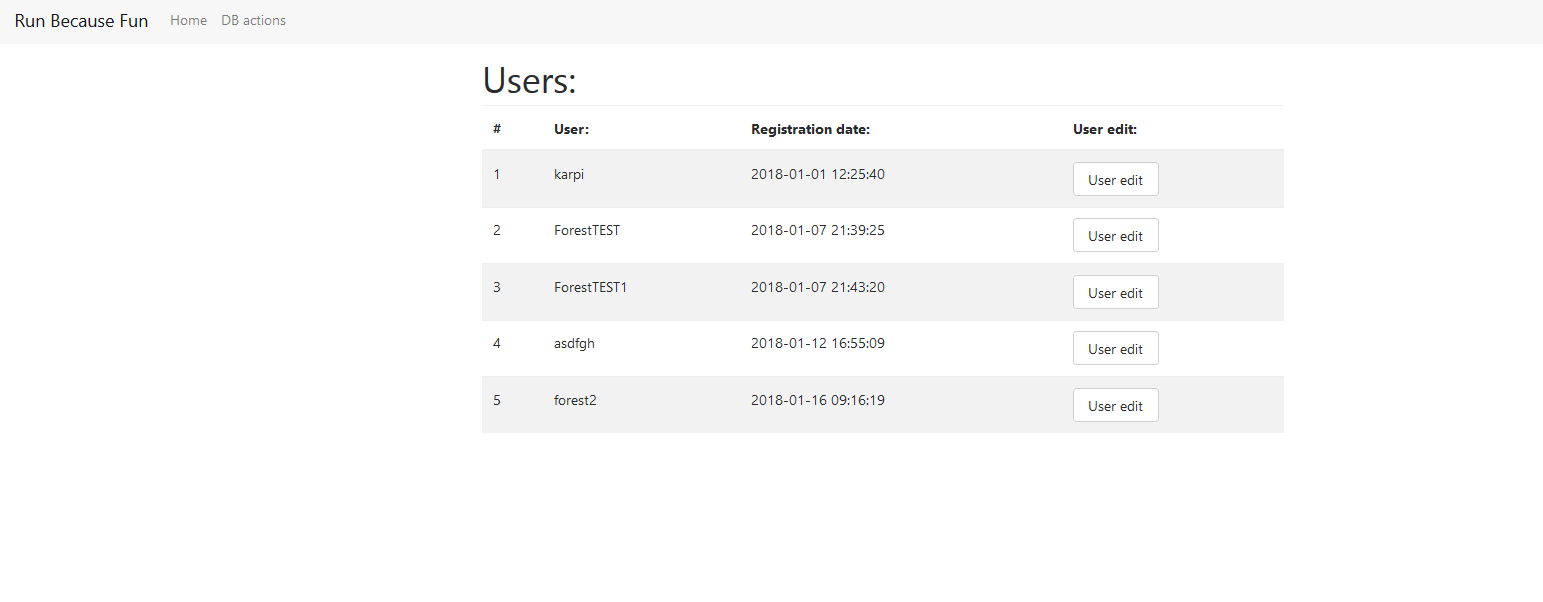 Run Because Fun Home DB actions
Users:
# User: Registration date: User edit:
1 karpi 2018-01-01 12:25:40 User edit
2 ForestTEST 2018-01-07 21:39:25 User edit
3 ForestTEST1 2018-01-07 21:43:20 User edit
4 asdfgh 2018-01-12 16:55:09 User edit
5 forest2 2018-01-16 09:16:19 User edit